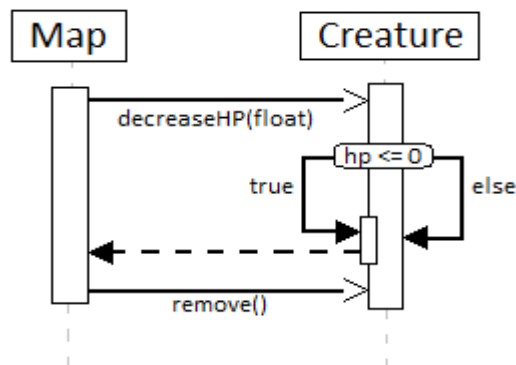 Map
Creature
decreaseHP(float)
hp <= 0
true
else
remove()